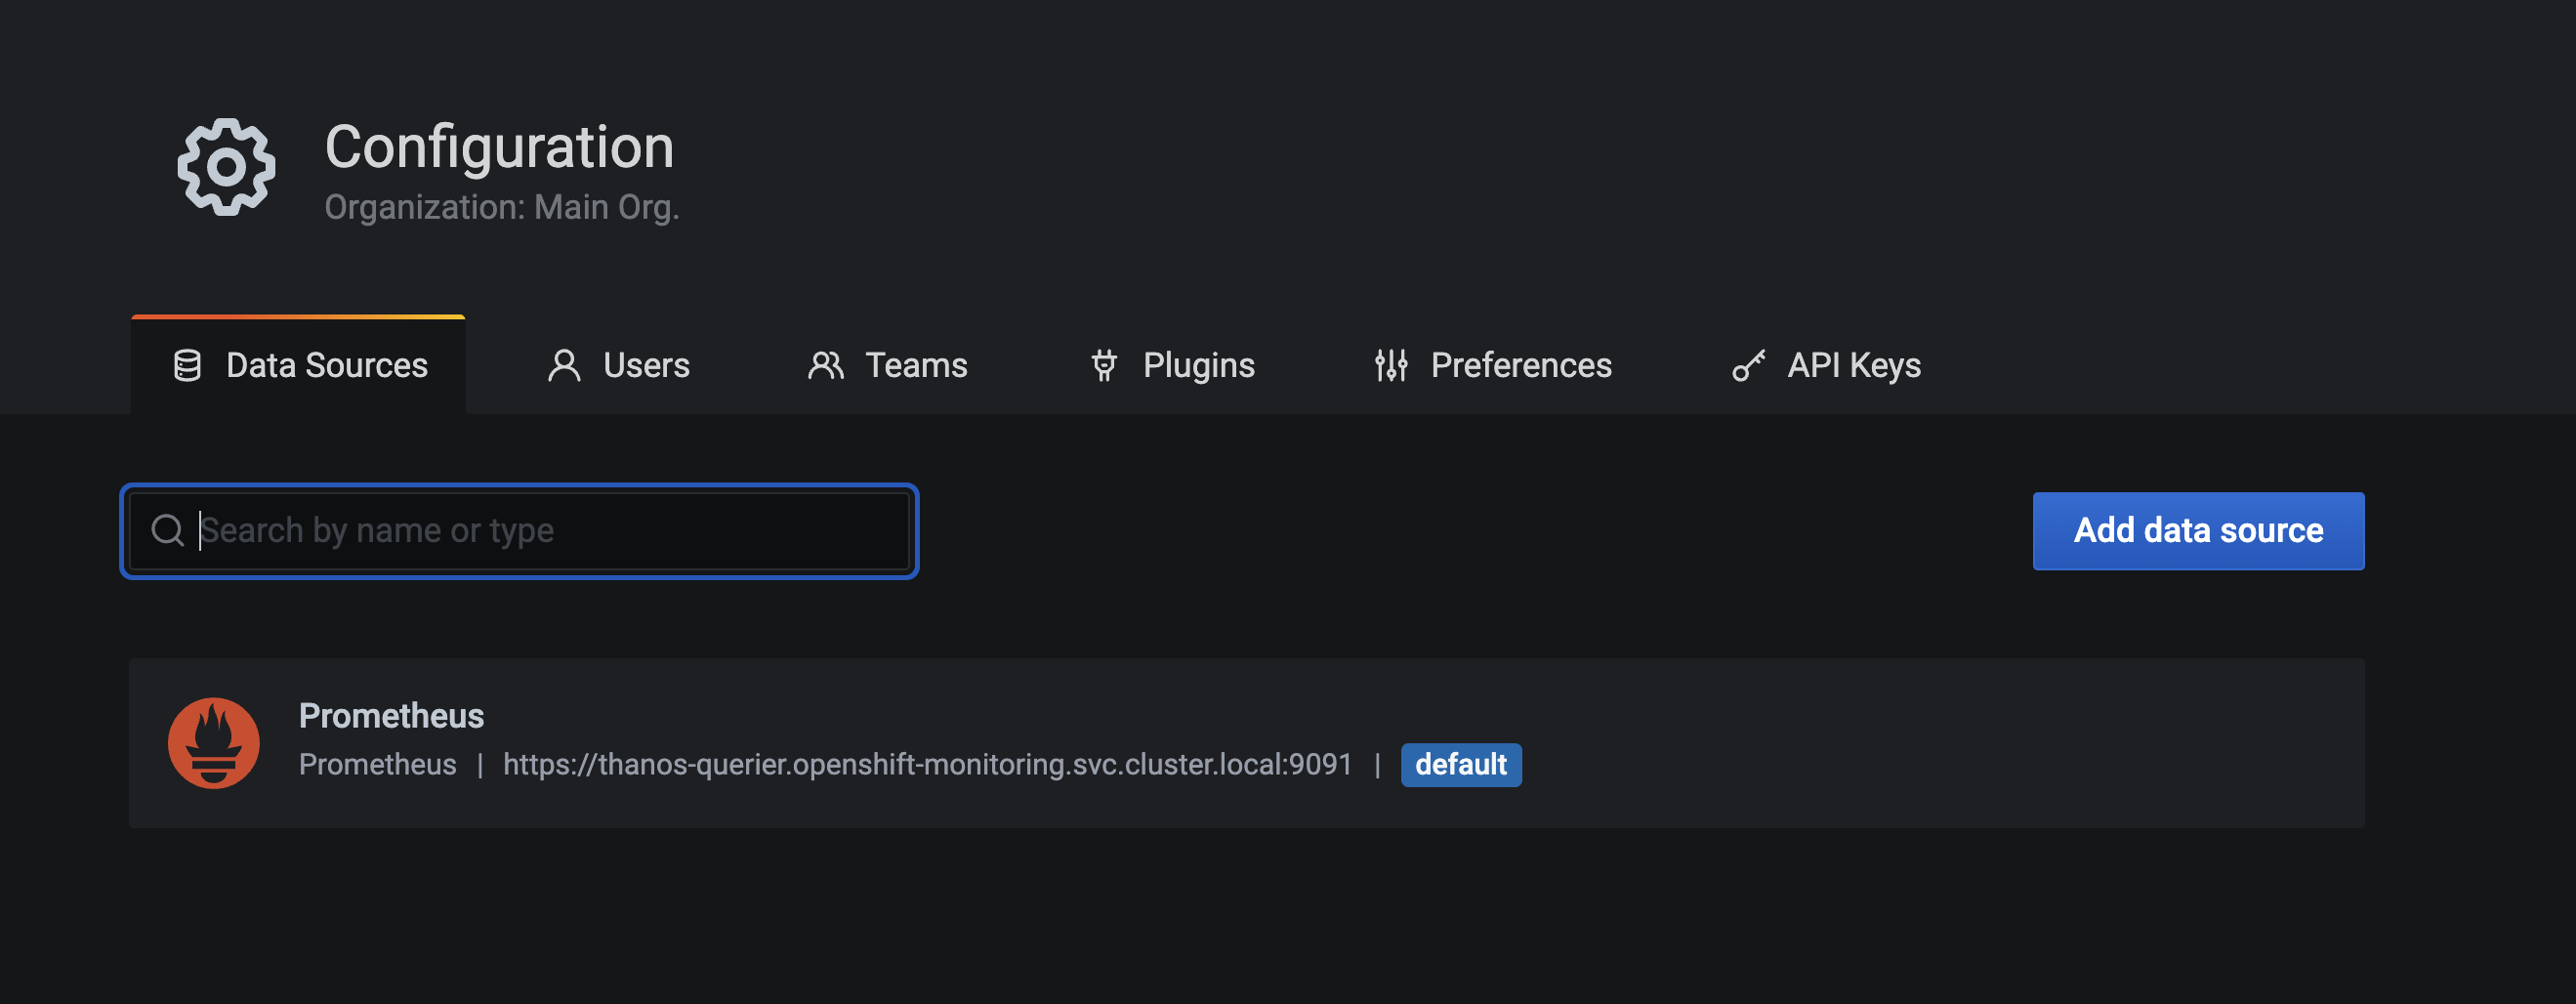 Configuration
Organization: Main Org.
Data Sources Users Teams Plugins Preferences API Keys
Search by name or type
Add data source
Prometheus
Prometheus | https://thanos-querier.openshift-monitoring.svc.cluster.local:9091 | default